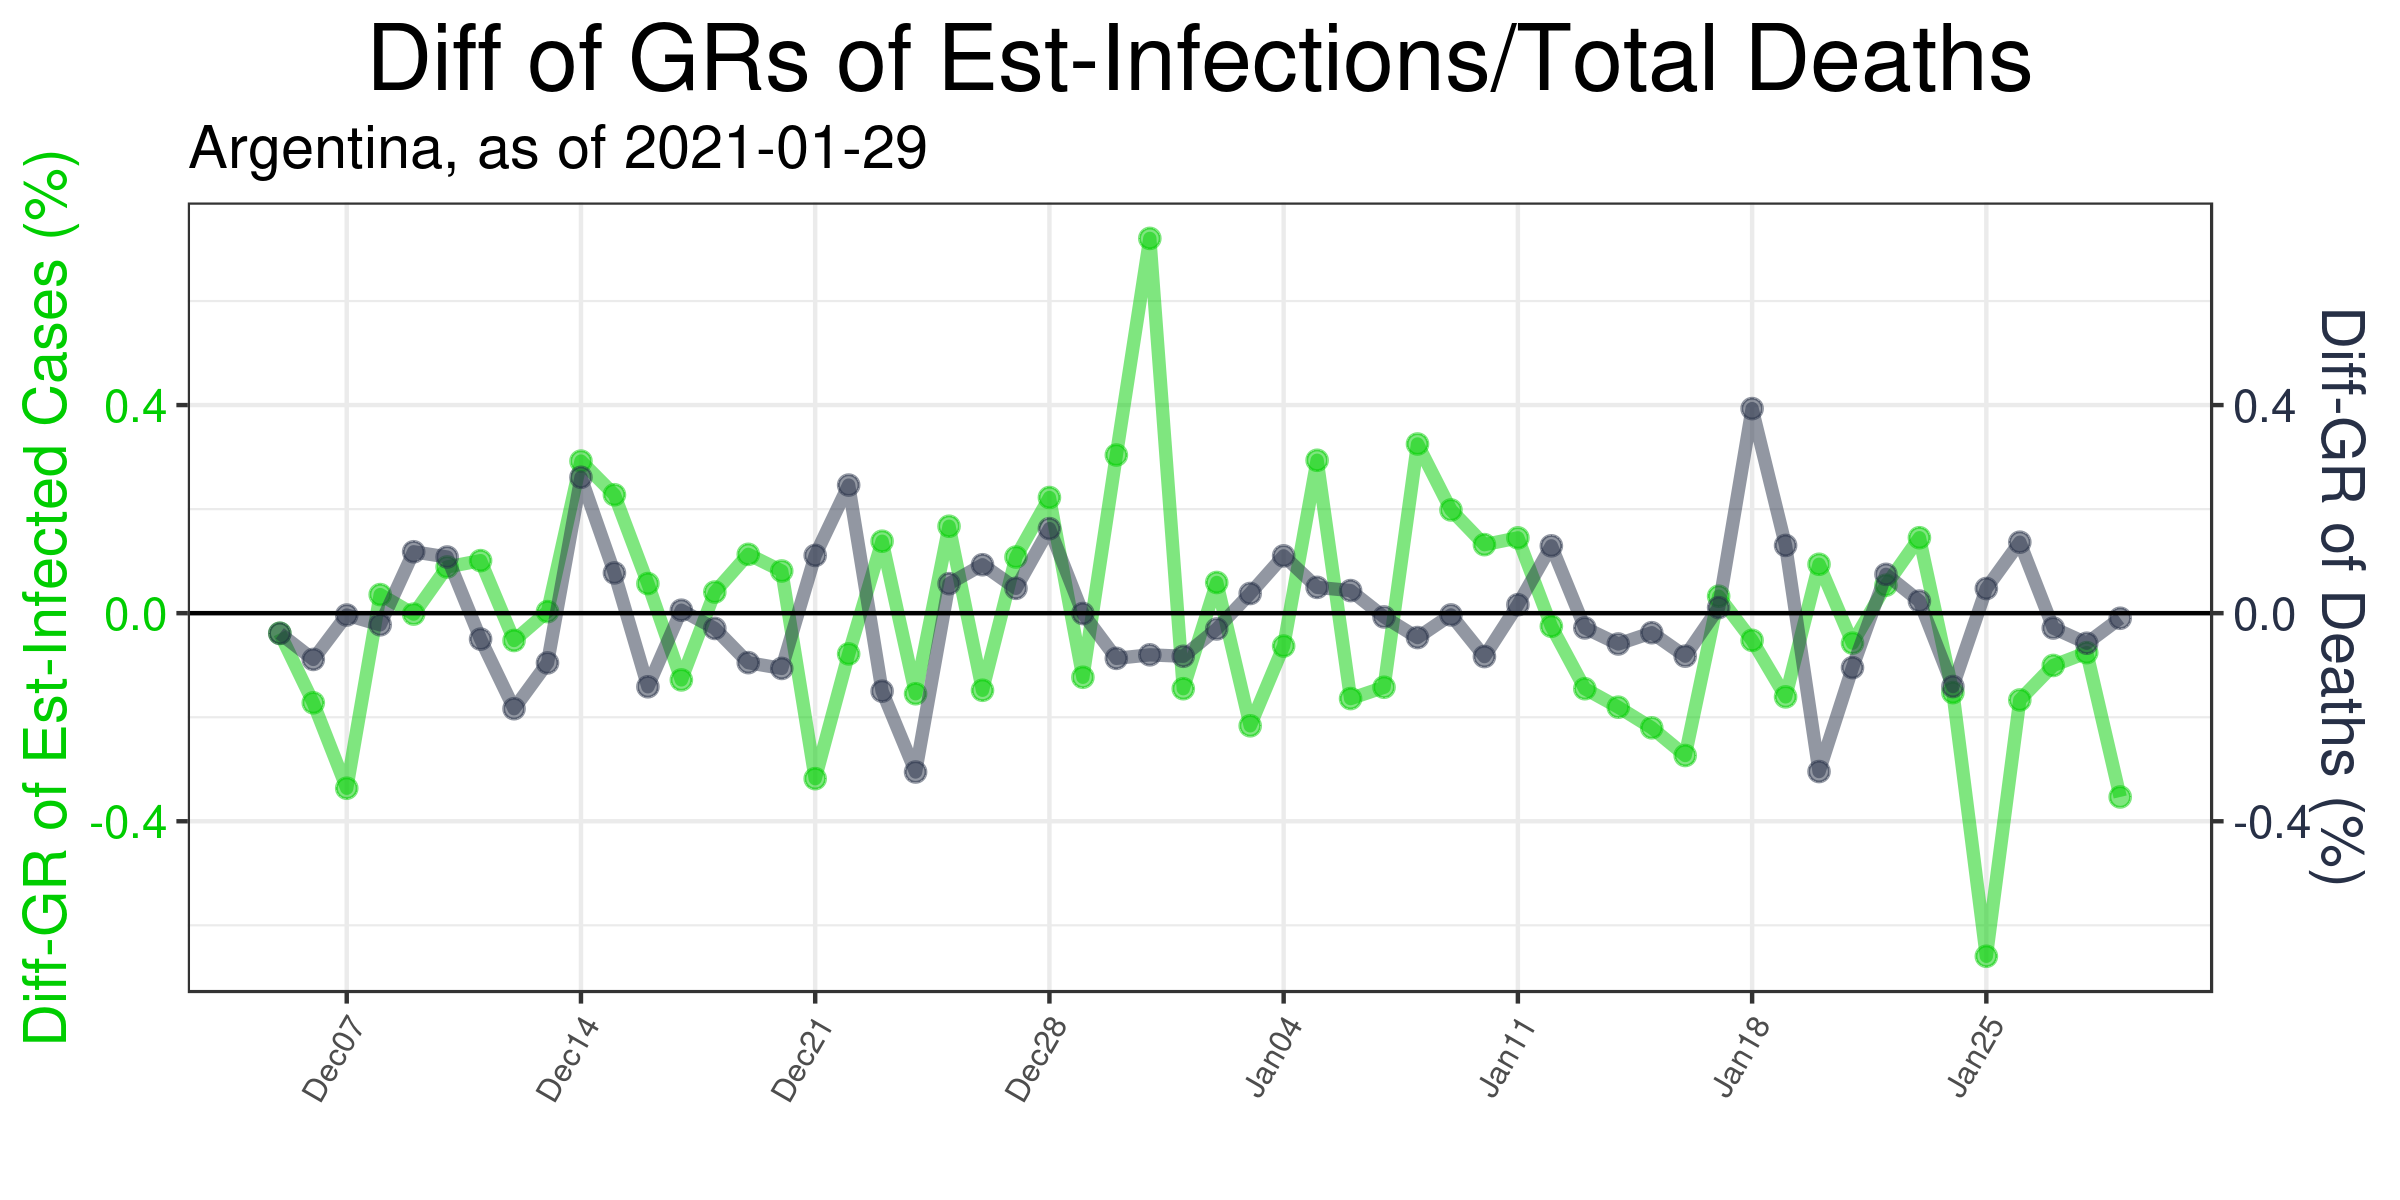 Diff of GRs of Est-Infections/Total Deaths
Argentina, as of 2021-01-29
Diff-GR of Est-Infected Cases (%)
0.4
0.0
-0.4
0.4
0.0
-0.4
Diff-GR of Deaths (%)
Dec07
Dec14
Dec21
Dec28
Jan04
Jan11
Jan18
Jan25